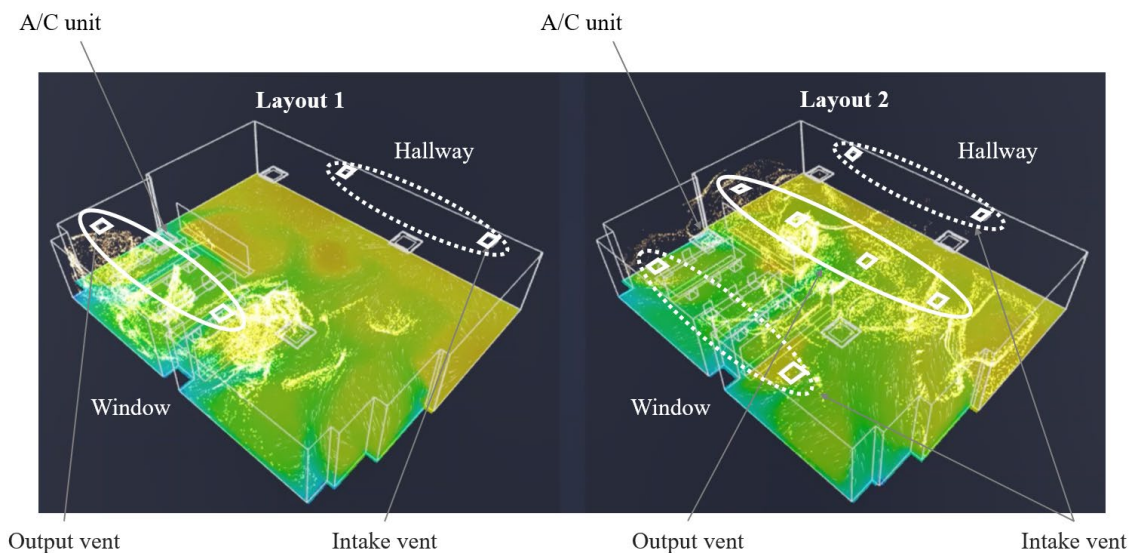 A/C unit
A/C unit
Layout 1
Layout 2
Hallway
Hallway
Window
Window
Output vent
Intake vent
Output vent
Intake vent